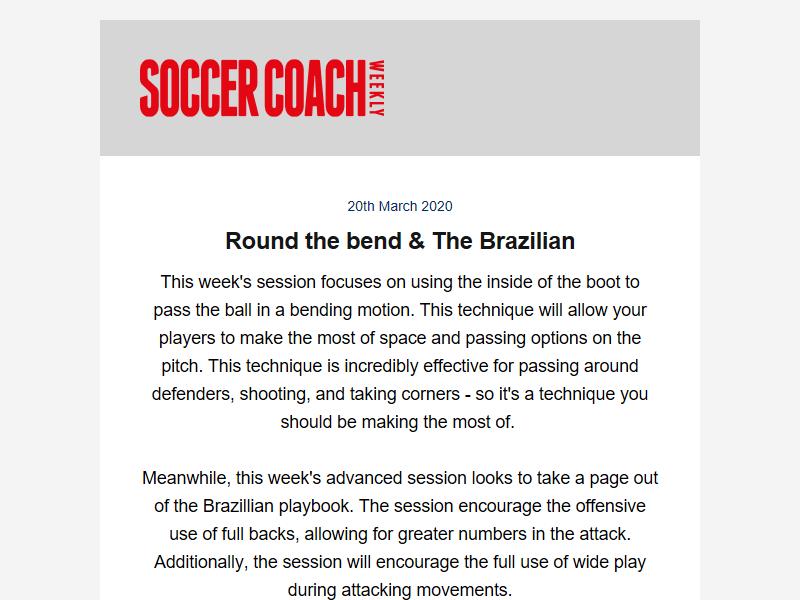 SOCCER COACH WEEKLY
20th March 2020
Round the bend & The Brazilian
This week's session focuses on using the inside of the boot to
pass the ball in a bending motion. This technique will allow your
players to make the most of space and passing options on the
pitch. This technique is incredibly effective for passing around
defenders, shooting, and taking corners - so it's a technique you
should be making the most of.
Meanwhile, this week's advanced session looks to take a page out
of the Brazillian playbook. The session encourage the offensive
use of full backs, allowing for greater numbers in the attack.
Additionally, the session will encourage the full use of wide play
during attacking movements.